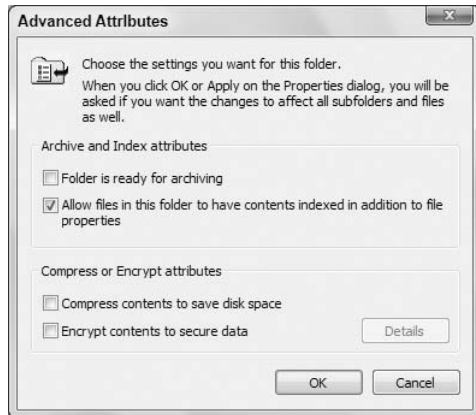 Advanced Attributes
Choose the settings you want for this folder.
When you click OK or Apply on the Properties dialog, you will be
asked if you want the changes to affect all subfolders and files
as well.
Archive and Index attributes
Folder is ready for archiving
Allow files in this folder to have contents indexed in addition to file
properties
Compress or Encrypt attributes
Compress contents to save disk space
Encrypt contents to secure data
Details
OK
Cancel